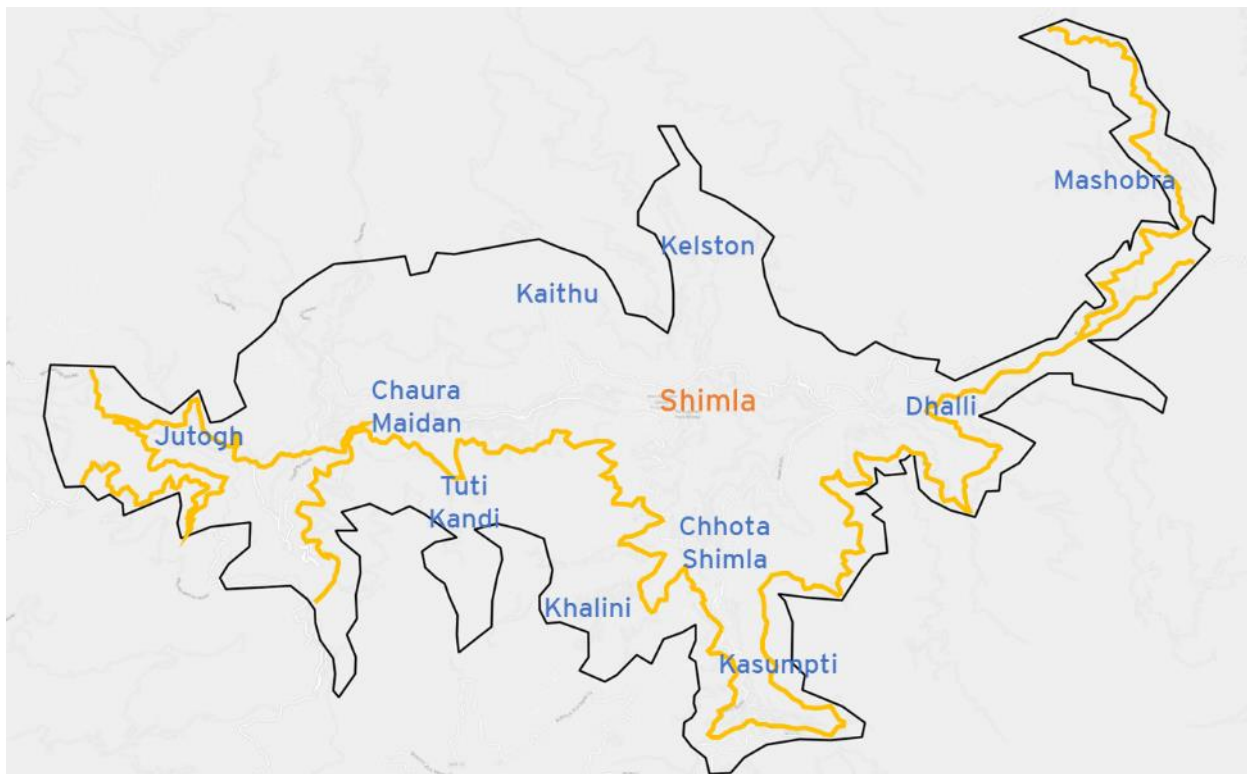 Mashobra
Kelston
Kaithu
Chaura
Maidan
Shimla
Dhalli
Jutogh
Tuti
Kandi
Chhota
Shimla
Khalini
Kasumpti